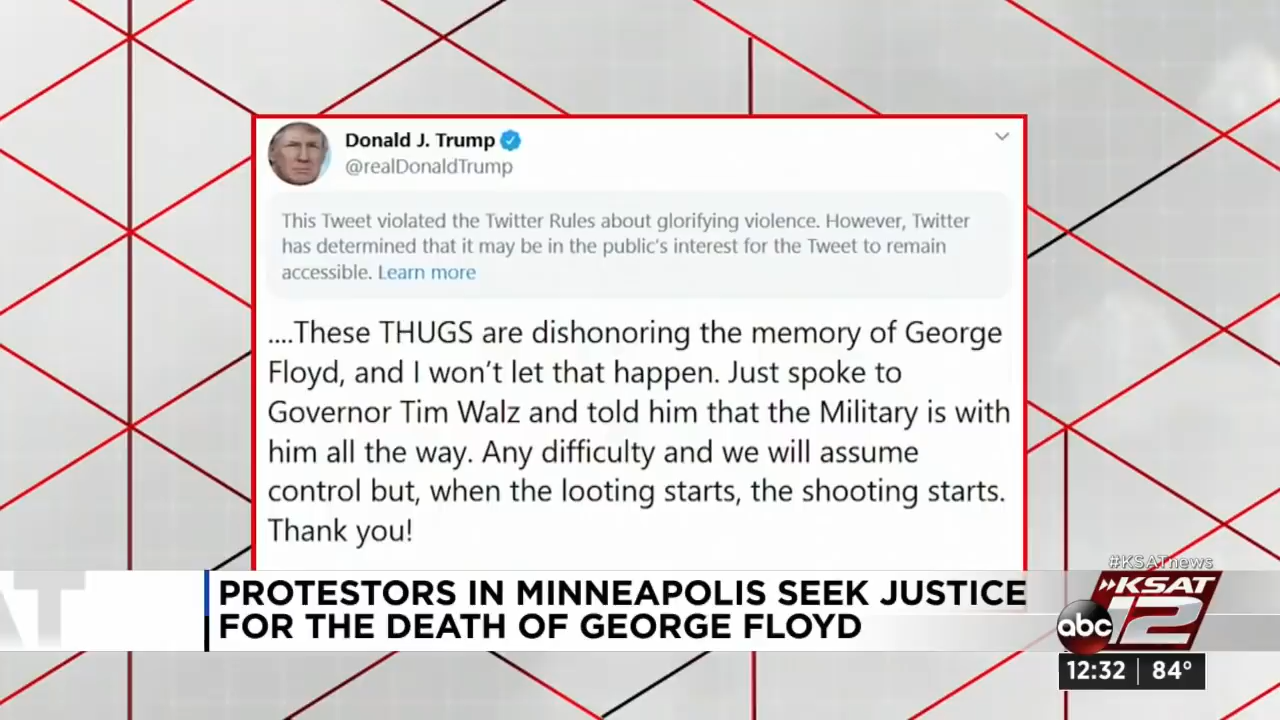 Donald J. Trump
@realDonaldTrump
This Tweet violated the Twitter Rules about glorifying violence. However, Twitter
has determined that it may be in the public's interest for the Tweet to remain
accessible. Learn more
....These THUGS are dishonoring the memory of George
Floyd, and I won't let that happen. Just spoke to
Governor Tim Walz and told him that the Military is with
him all the way. Any difficulty and we will assume
control but, when the looting starts, the shooting starts.
Thank you!
#KSATnews
PROTESTORS IN MINNEAPOLIS SEEK JUSTICE
FOR THE DEATH OF GEORGE FLOYD
KSAT
abc 12
12:32 84°